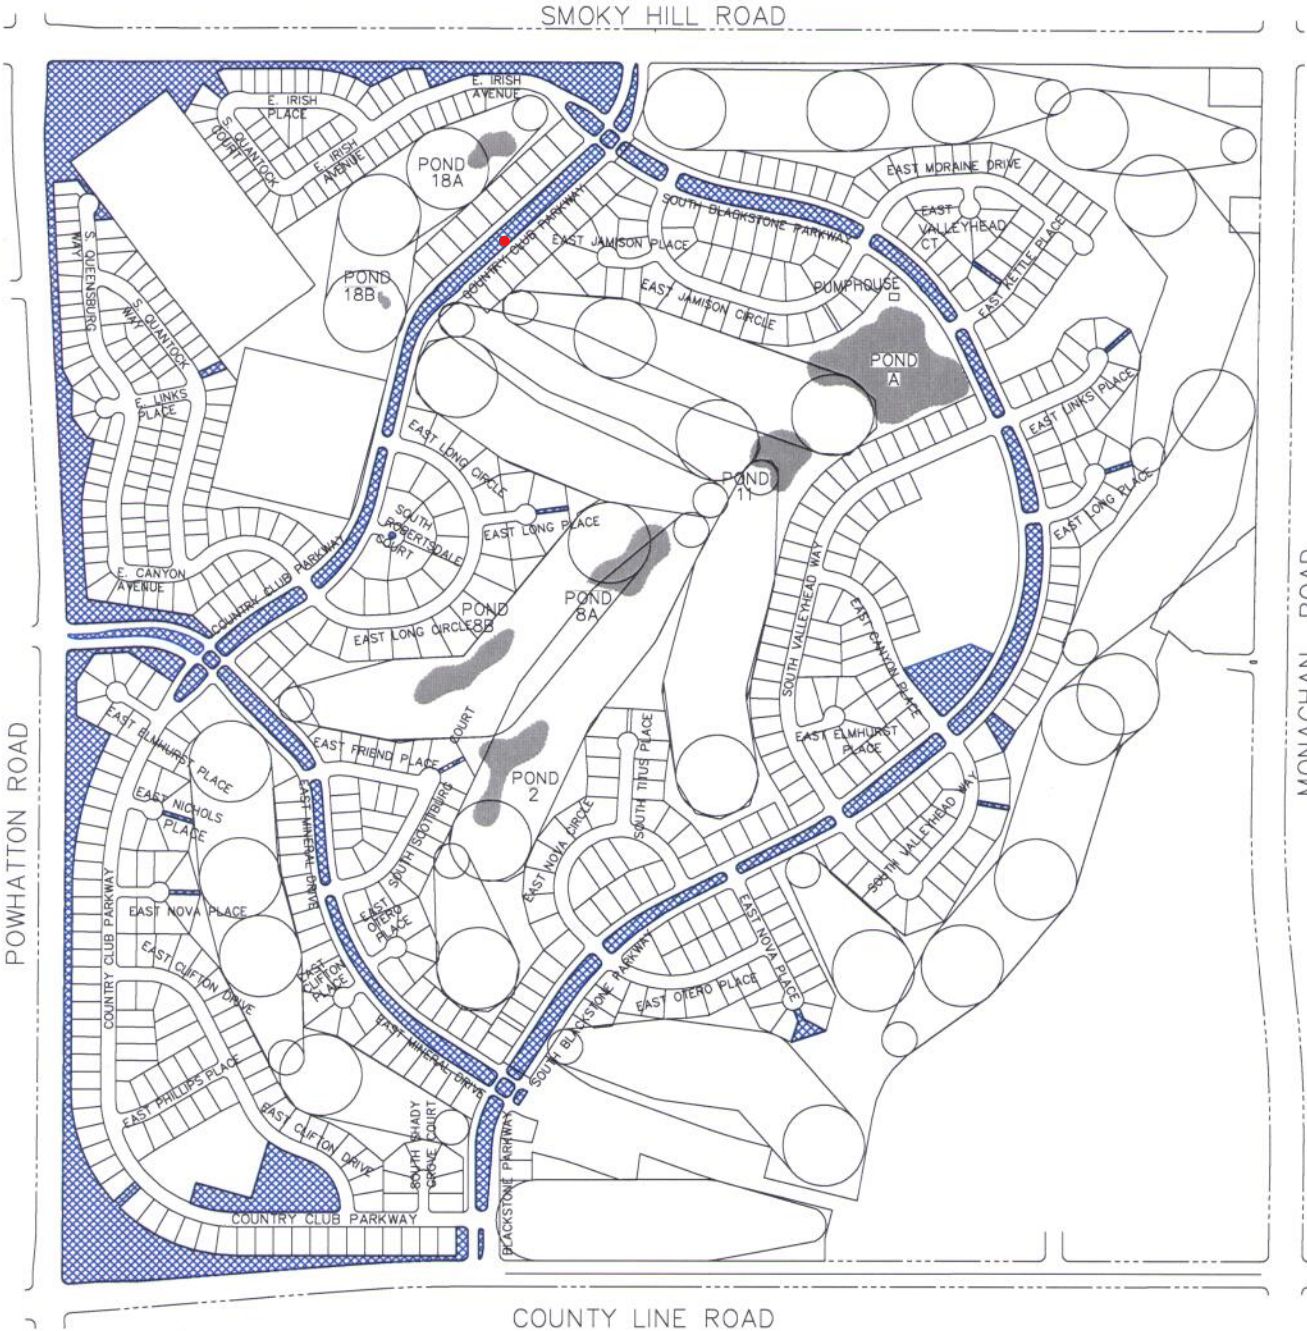 SMOKY HILL ROAD
E. IRISH
AVENUE
E. IRISH
PLACE
S. QUANTOCK
COURT
E. IRISH
AVENUE
POND
18A
EAST MORAINE DRIVE
SOUTH BLACKSTONE PARKWAY
EAST
VALLEYHEAD
CT
EAST KETTLE PLACE
COUNTRY CLUB PARKWAY
EAST JAMISON PLACE
S. QUEENSBURG
WAY
POND
18B
EAST JAMISON CIRCLE
PUMPHOUSE
S. QUANTOCK
WAY
POND
A
E. LINKS
PLACE
EAST LINKS PLACE
EAST LONG CIRCLE
POND
11
EAST LONG PLACE
SOUTH
ROBERTSDALE
COURT
EAST LONG PLACE
COUNTRY CLUB PARKWAY
E. CANYON
AVENUE
SOUTH VALLEYHEAD WAY
POND
8A
POND
8B
EAST LONG CIRCLE
EAST CANYON PLACE
MONAGHAN ROAD
POWHATTON ROAD
EAST ELMHURST PLACE
EAST FRIEND PLACE
SOUTH SCOTTBURG
COURT
EAST ELMHURST
PLACE
POND
2
SOUTH TITUS PLACE
EAST NICHOLS
PLACE
EAST MINERAL DRIVE
EAST NOVA CIRCLE
SOUTH VALLEYHEAD WAY
COUNTRY CLUB PARKWAY
EAST NOVA PLACE
EAST
OTERO
PLACE
EAST NOVA PLACE
EAST CLIFTON DRIVE
EAST
CLIFTON
PLACE
EAST OTERO PLACE
SOUTH BLACKSTONE PARKWAY
EAST MINERAL DRIVE
EAST PHILLIPS PLACE
EAST CLIFTON DRIVE
SOUTH SHADY
GROVE COURT
BLACKSTONE PARKWAY
COUNTRY CLUB PARKWAY
COUNTY LINE ROAD